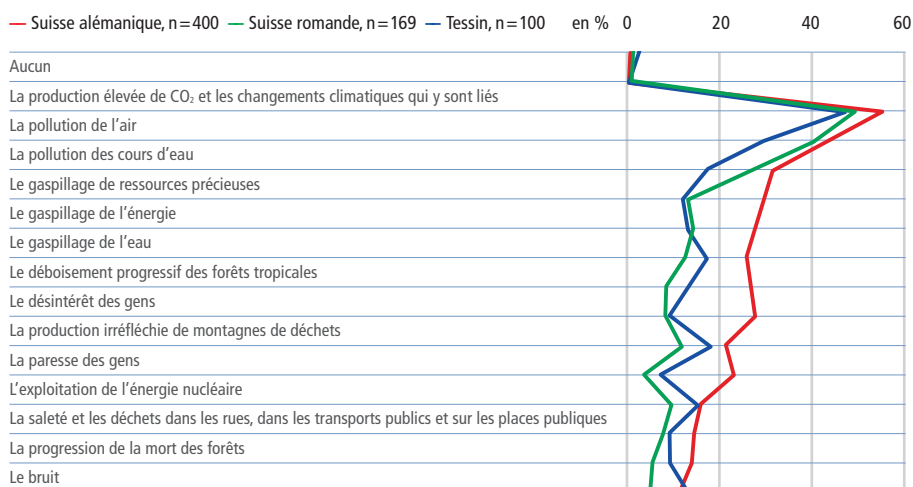 Suisse alémanique, n=400 Suisse romande, n=169 Tessin, n=100 en % 0 20 40 60
Aucun
La production élevée de CO₂ et les changements climatiques qui y sont liés
La pollution de l'air
La pollution des cours d'eau
Le gaspillage de ressources précieuses
Le gaspillage de l'énergie
Le gaspillage de l'eau
Le déboisement progressif des forêts tropicales
Le désintérêt des gens
La production irréfléchie de montagnes de déchets
La paresse des gens
L'exploitation de l'énergie nucléaire
La saleté et les déchets dans les rues, dans les transports publics et sur les places publiques
La progression de la mort des forêts
Le bruit